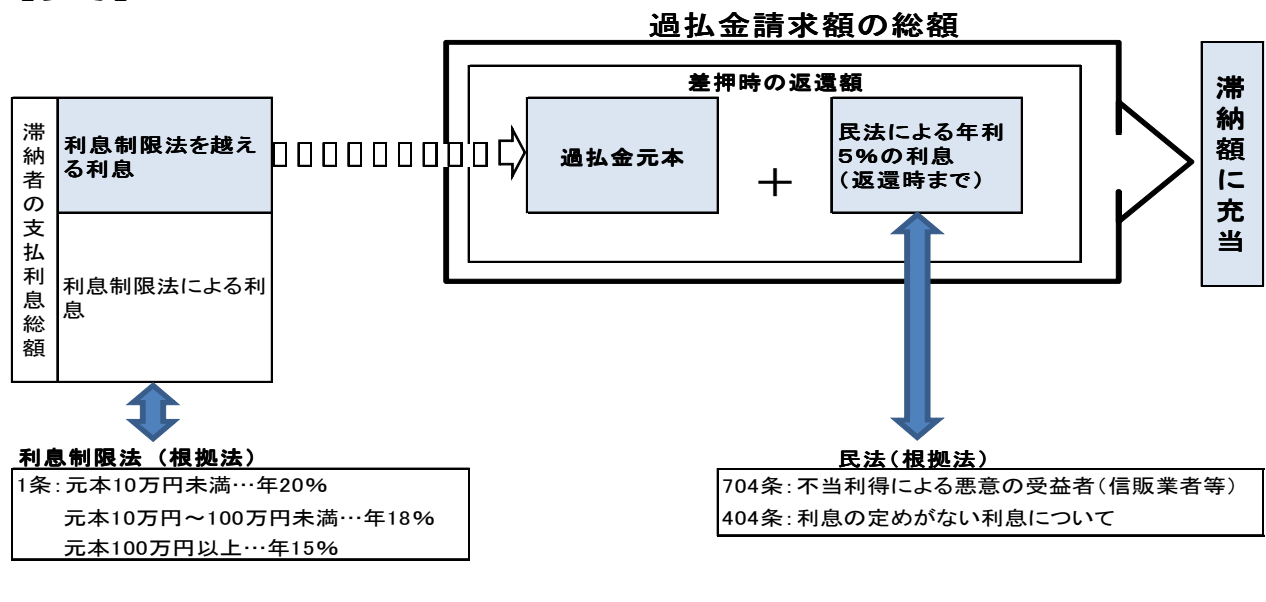 過払金請求額の総額
差押時の返還額
滞納者の支払利息総額
利息制限法を越え
る利息
利息制限法による利
息
過払金元本
+
民法による年利
5%の利息
(返還時まで)
滞納額に充当
利息制限法(根拠法)
1条:元本10万円未満…年20%
元本10万円~100万円未満…年18%
元本100万円以上…年15%
民法(根拠法)
704条:不当利得による悪意の受益者(信販業者等)
404条:利息の定めがない利息について